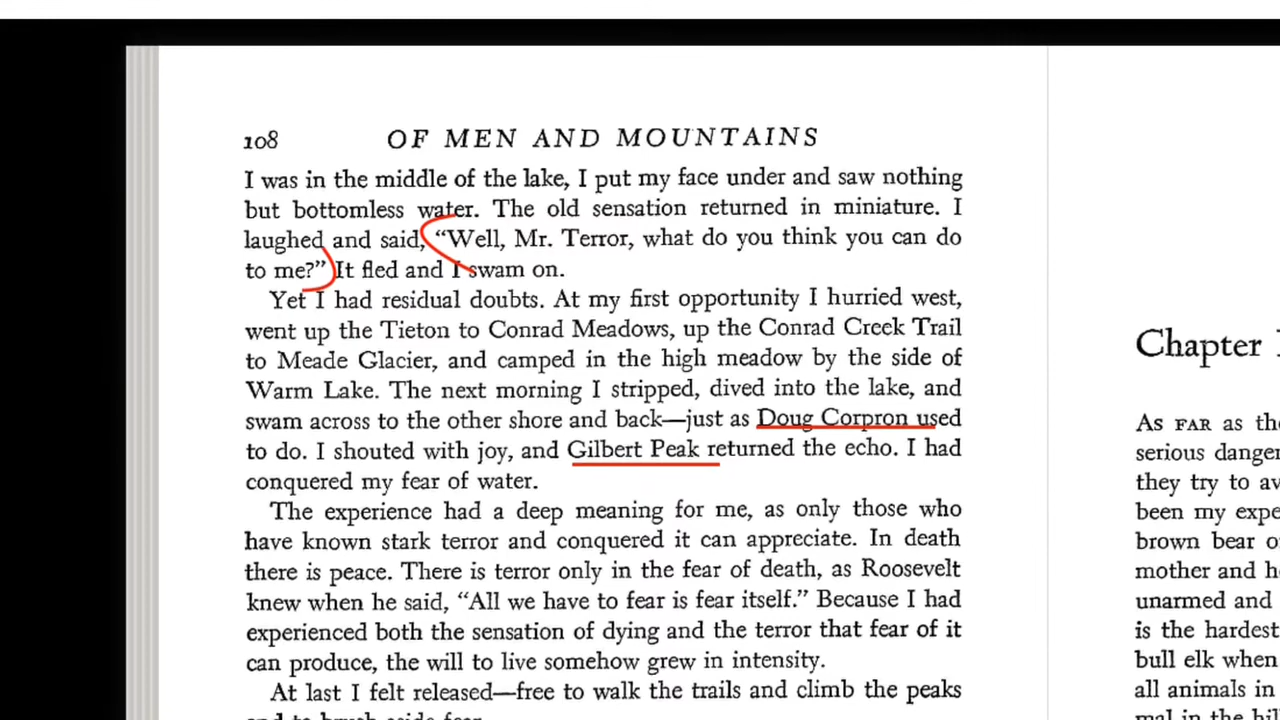 108 OF MEN AND MOUNTAINS
I was in the middle of the lake, I put my face under and saw nothing
but bottomless water. The old sensation returned in miniature. I
laughed and said, “Well, Mr. Terror, what do you think you can do
to me?” It fled and I swam on.
Yet I had residual doubts. At my first opportunity I hurried west,
went up the Tieton to Conrad Meadows, up the Conrad Creek Trail
to Meade Glacier, and camped in the high meadow by the side of
Warm Lake. The next morning I stripped, dived into the lake, and
swam across to the other shore and back—just as Doug Corpron used
to do. I shouted with joy, and Gilbert Peak returned the echo. I had
conquered my fear of water.
The experience had a deep meaning for me, as only those who
have known stark terror and conquered it can appreciate. In death
there is peace. There is terror only in the fear of death, as Roosevelt
knew when he said, “All we have to fear is fear itself.” Because I had
experienced both the sensation of dying and the terror that fear of it
can produce, the will to live somehow grew in intensity.
At last I felt released—free to walk the trails and climb the peaks
Chapter
AS FAR as
serious
they try to
been my
brown bear
mother and
unarmed and
is the hardest
bull elk when
all animals in